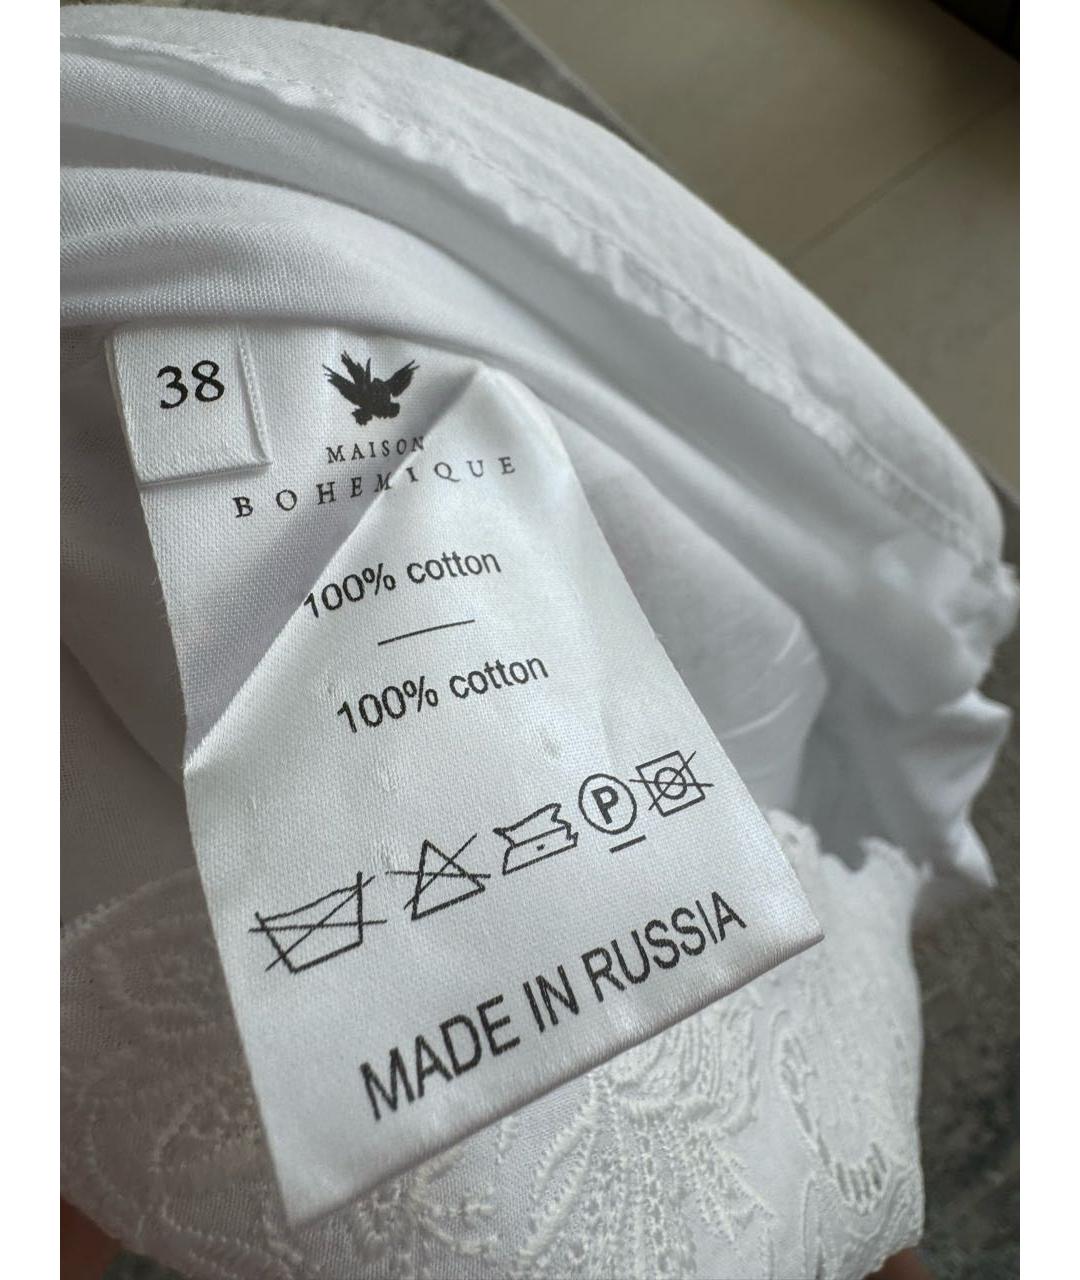 38
MAISON
BOHEMIQUE
100% cotton
100% cotton
P
MADE IN RUSSIA